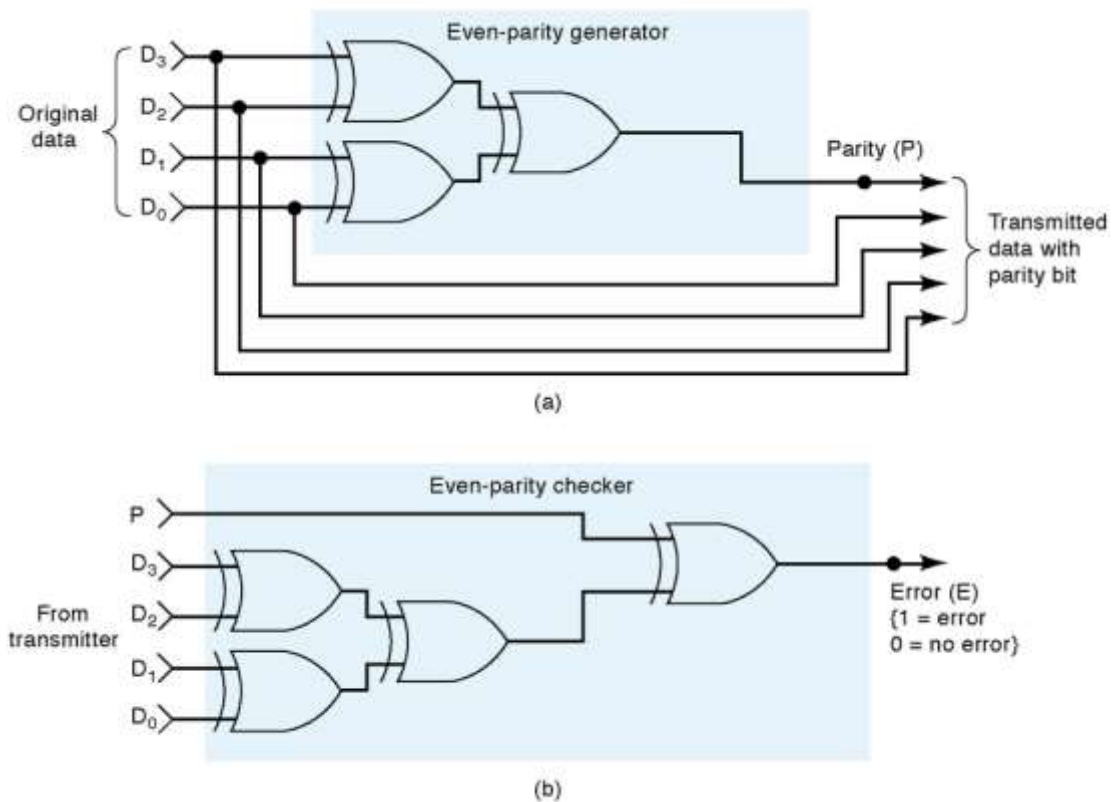 Even-parity generator
Original
data
D3
D2
D1
D0
Parity (P)
Transmitted
data with
parity bit
(a)
Even-parity checker
P
D3
D2
D1
D0
From
transmitter
Error (E)
{1 = error
0 = no error}
(b)